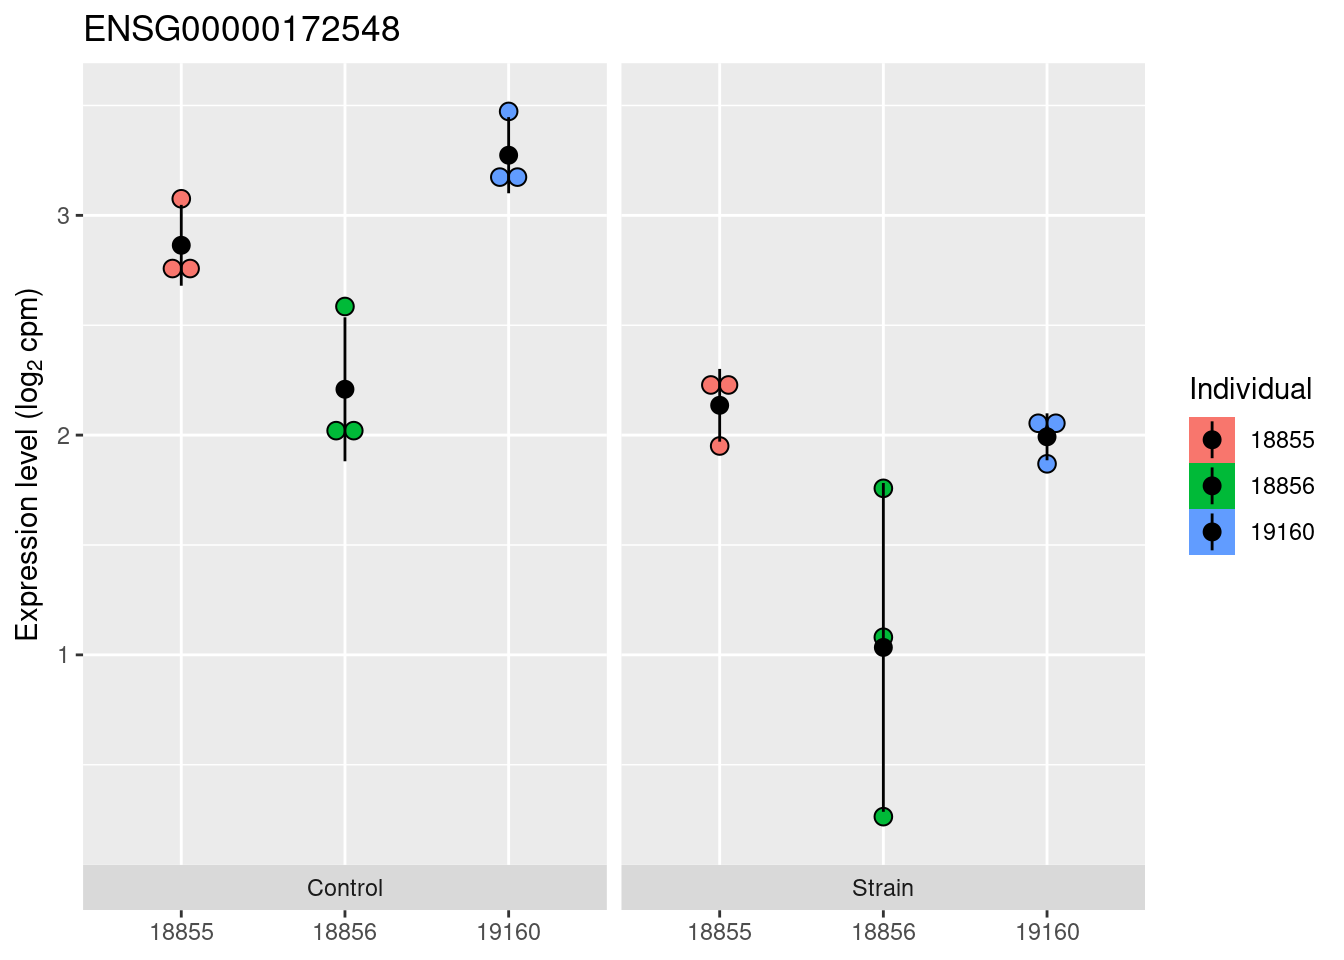 ENSG00000172548
Expression level (log₂ cpm)
3
2
1
Control
Strain
18855
18856
19160
18855
18856
19160
Individual
18855
18856
19160